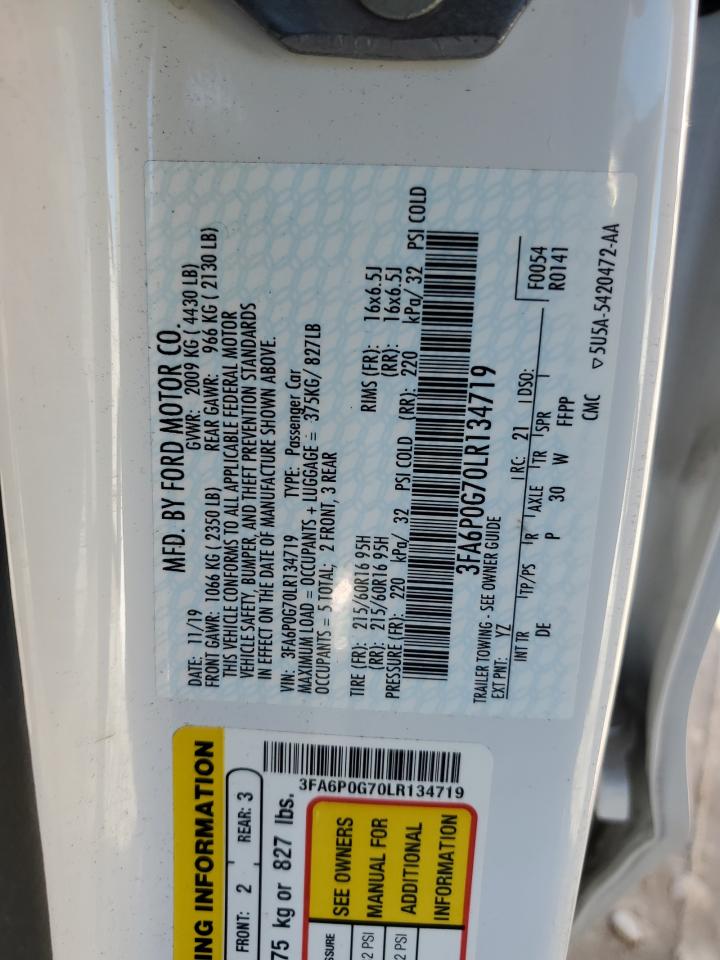 MFD. BY FORD MOTOR CO.
DATE: 11/19 GVWR: 2009 KG ( 4430 LB)
FRONT GAWR: 1066 KG ( 2350 LB) REAR GAWR: 966 KG ( 2130 LB)
THIS VEHICLE CONFORMS TO ALL APPLICABLE FEDERAL MOTOR
VEHICLE SAFETY, BUMPER, AND THEFT PREVENTION STANDARDS
IN EFFECT ON THE DATE OF MANUFACTURE SHOWN ABOVE.
VIN: 3FA6P0G70LR134719 TYPE: Passenger Car
MAXIMUM LOAD = OCCUPANTS + LUGGAGE = 375KG/ 827LB
OCCUPANTS = 5 TOTAL; 2 FRONT, 3 REAR
TIRE (FR): 215/60R16 95H RIMS (FR): 16x6.5J
(RR): 215/60R16 95H (RR): 16x6.5J
PRESSURE (FR): 220 kPa/ 32 PSI COLD (RR): 220 kPa/ 32 PSI COLD
3FA6P0G70LR134719
TRAILER TOWING - SEE OWNER GUIDE
EXT PNT: YZ RC: 21 DSO: F0054
R0141
INT TR TP/PS R AXLE TR SPR
DE P 30 W FFPP
CMC
▽5U5A-5420472-AA
3FA6P0G70LR134719
ING INFORMATION
FRONT: 2 REAR: 3
75 kg or 827 lbs.
SEE OWNERS
MANUAL FOR
ADDITIONAL
INFORMATION
SSURE
2 PSI
2 PSI